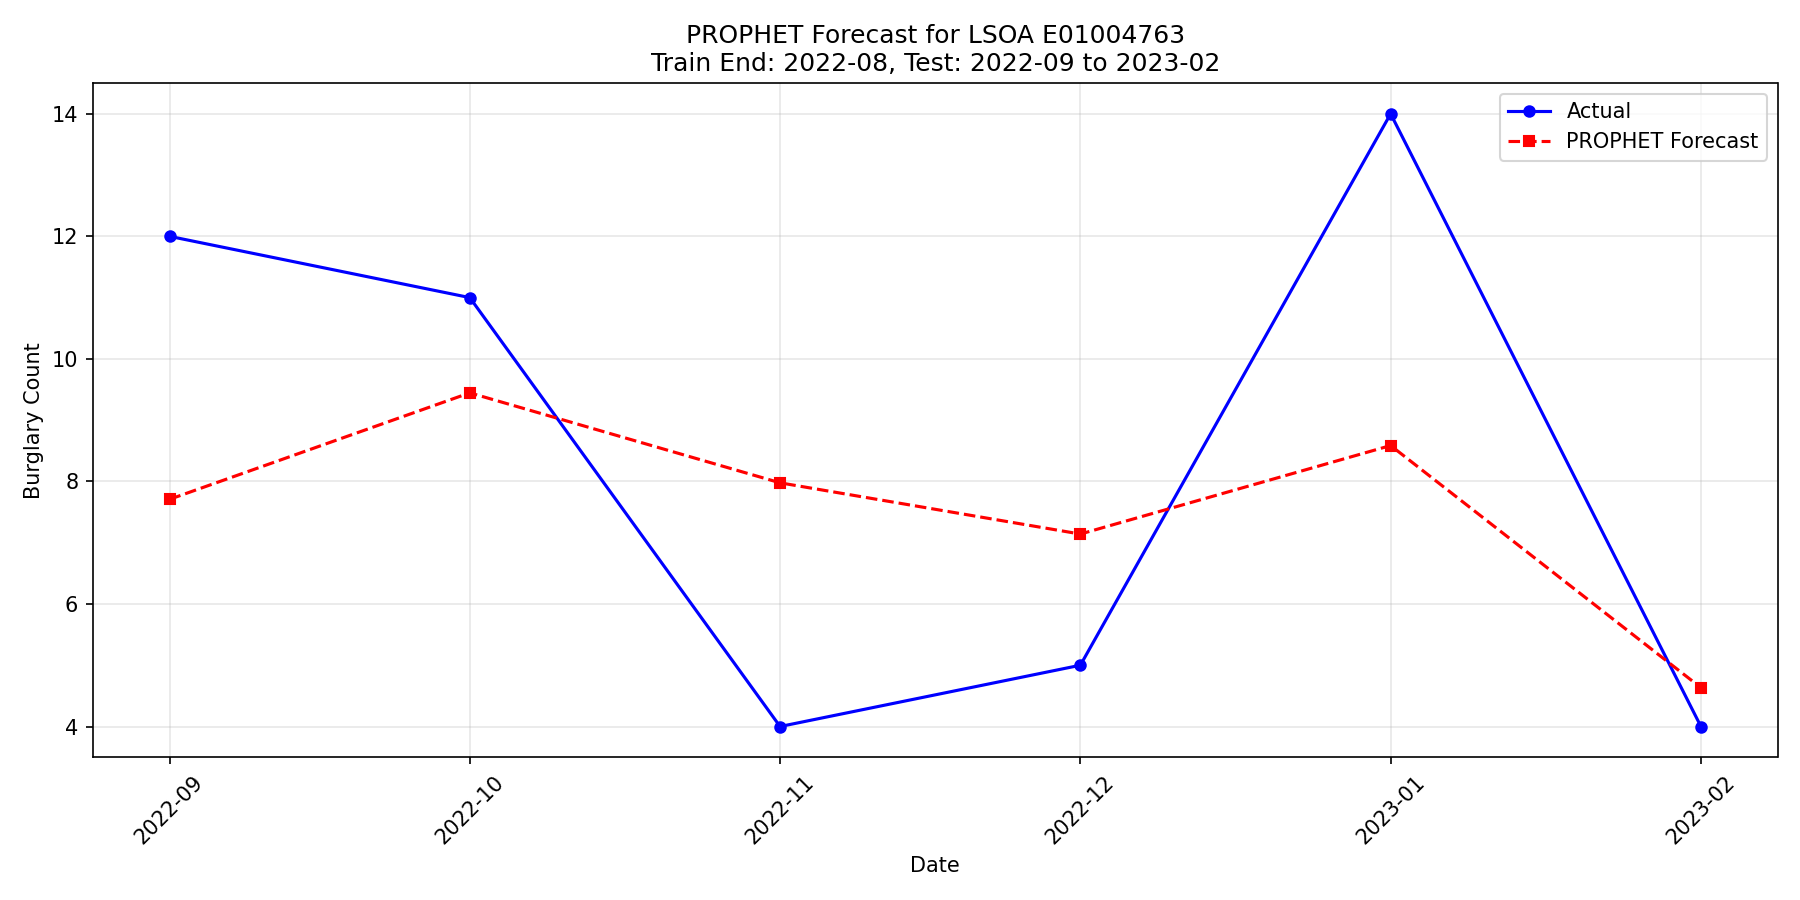 PROPHET Forecast for LSOA E01004763
Train End: 2022-08, Test: 2022-09 to 2023-02
Actual
PROPHET Forecast
Burglary Count
14
12
10
8
6
4
2022-09
2022-10
2022-11
2022-12
2023-01
2023-02
Date